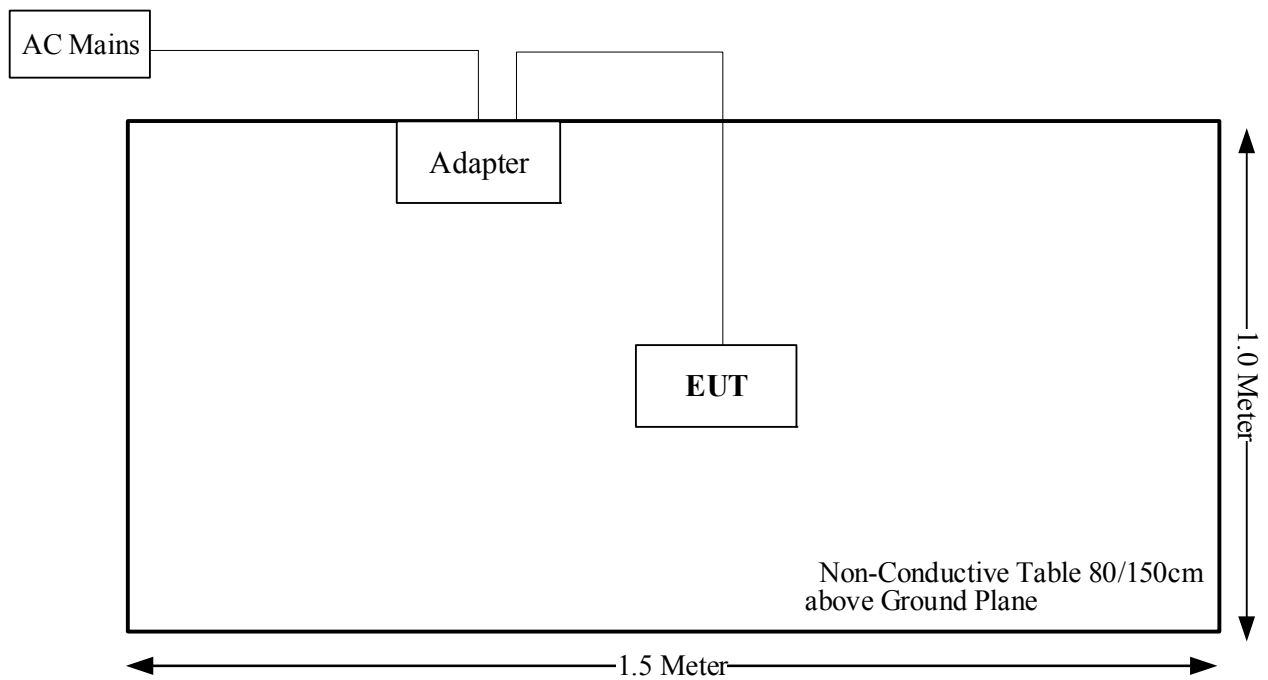 AC Mains
Adapter
EUT
1.0 Meter
Non-Conductive Table 80/150cm
above Ground Plane
1.5 Meter